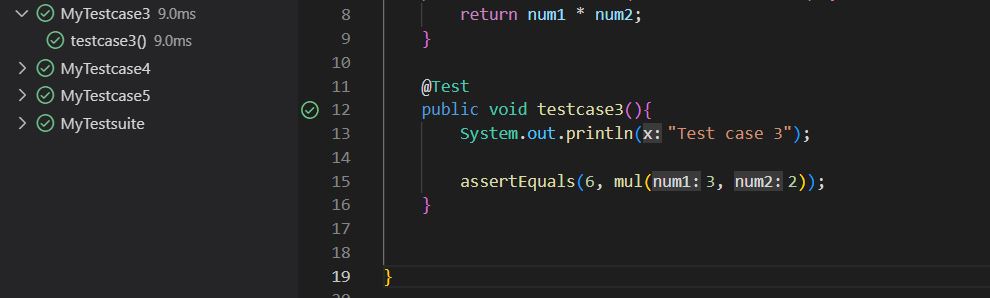 MyTestcase3 9.0ms
testcase3() 9.0ms
MyTestcase4
MyTestcase5
MyTestsuite
8 return num1 * num2;
9 }
10
11 @Test
12 public void testcase3(){
13 System.out.println(x: "Test case 3");
14
15 assertEquals(6, mul(num1: 3, num2: 2));
16 }
17
18
19 }